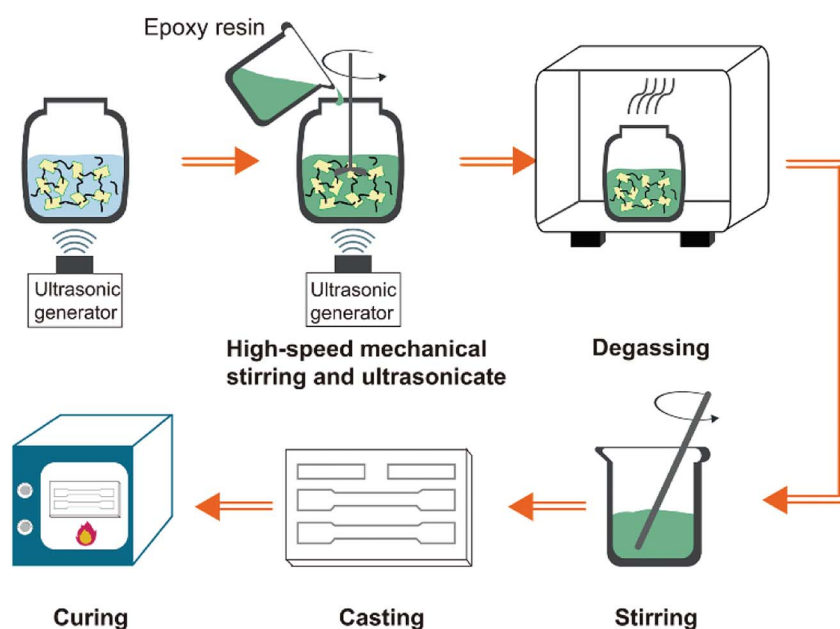 Epoxy resin
Ultrasonic
generator
Ultrasonic
generator
High-speed mechanical
stirring and ultrasonicate
Degassing
Curing
Casting
Stirring